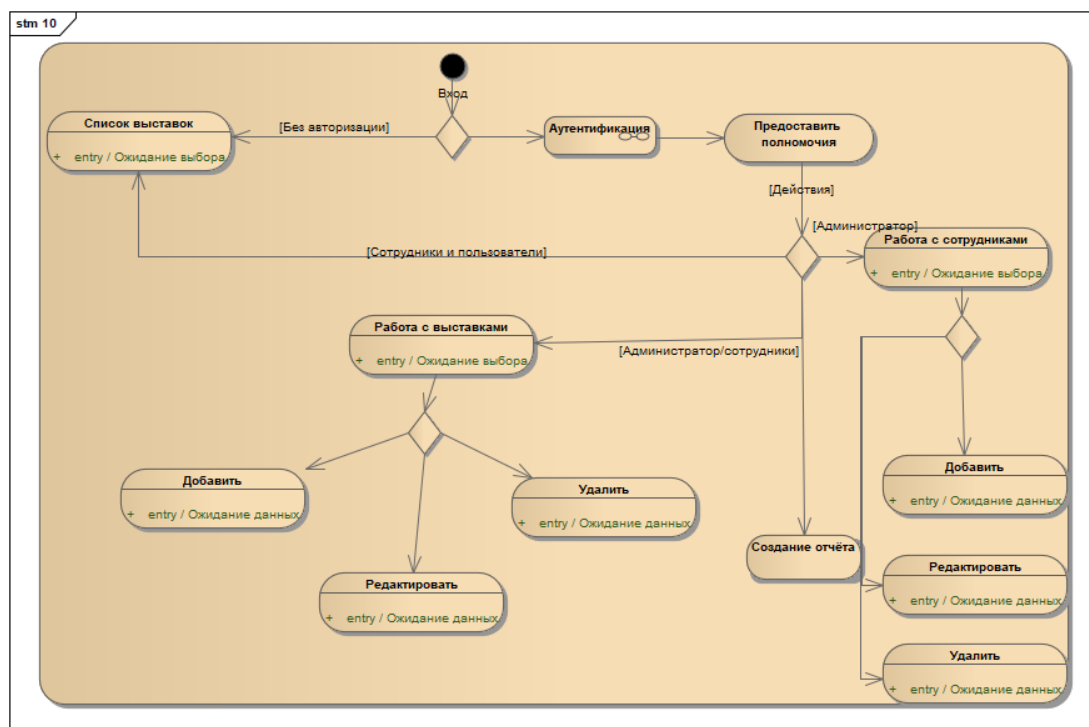 stm 10
Вход
Список выставок
+ entry / Ожидание выбора
[Без авторизации]
Аутентификация
Предоставить
полномочия
[Действия]
[Администратор]
Работа с сотрудниками
+ entry / Ожидание выбора
[Сотрудники и пользователи]
Работа с выставками
+ entry / Ожидание выбора
[Администратор/сотрудники]
Добавить
+ entry / Ожидание данных
Удалить
+ entry / Ожидание данных
Редактировать
+ entry / Ожидание данных
Создание отчёта
Добавить
+ entry / Ожидание данных
Редактировать
+ entry / Ожидание данных
Удалить
+ entry / Ожидание данных